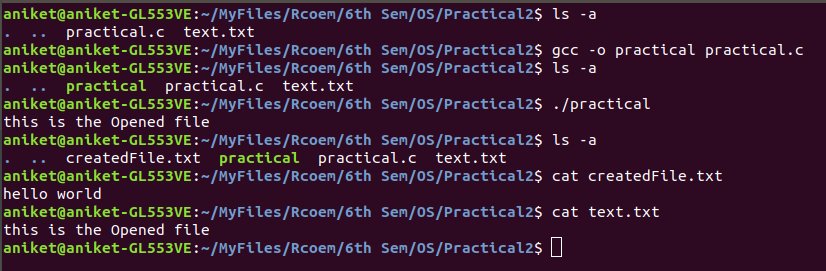 aniket@aniket-GL553VE:~/MyFiles/Rcoem/6th Sem/OS/Practical2$ ls -a
.  ..  practical.c  text.txt
aniket@aniket-GL553VE:~/MyFiles/Rcoem/6th Sem/OS/Practical2$ gcc -o practical practical.c
aniket@aniket-GL553VE:~/MyFiles/Rcoem/6th Sem/OS/Practical2$ ls -a
.  ..  practical  practical.c  text.txt
aniket@aniket-GL553VE:~/MyFiles/Rcoem/6th Sem/OS/Practical2$ ./practical
this is the Opened file
aniket@aniket-GL553VE:~/MyFiles/Rcoem/6th Sem/OS/Practical2$ ls -a
.  ..  createdFile.txt  practical  practical.c  text.txt
aniket@aniket-GL553VE:~/MyFiles/Rcoem/6th Sem/OS/Practical2$ cat createdFile.txt
hello world
aniket@aniket-GL553VE:~/MyFiles/Rcoem/6th Sem/OS/Practical2$ cat text.txt
this is the Opened file
aniket@aniket-GL553VE:~/MyFiles/Rcoem/6th Sem/OS/Practical2$